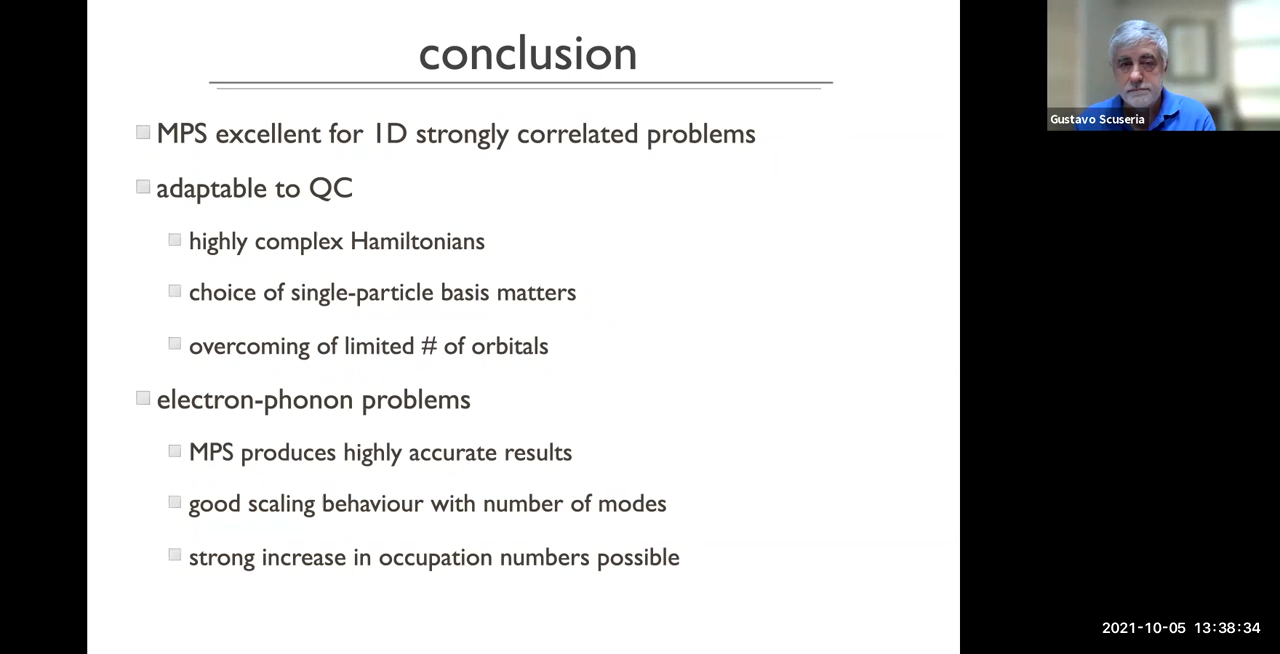 conclusion
MPS excellent for 1D strongly correlated problems
adaptable to QC
highly complex Hamiltonians
choice of single-particle basis matters
overcoming of limited # of orbitals
electron-phonon problems
MPS produces highly accurate results
good scaling behaviour with number of modes
strong increase in occupation numbers possible
Gustavo Scuseria
2021-10-05 13:38:34